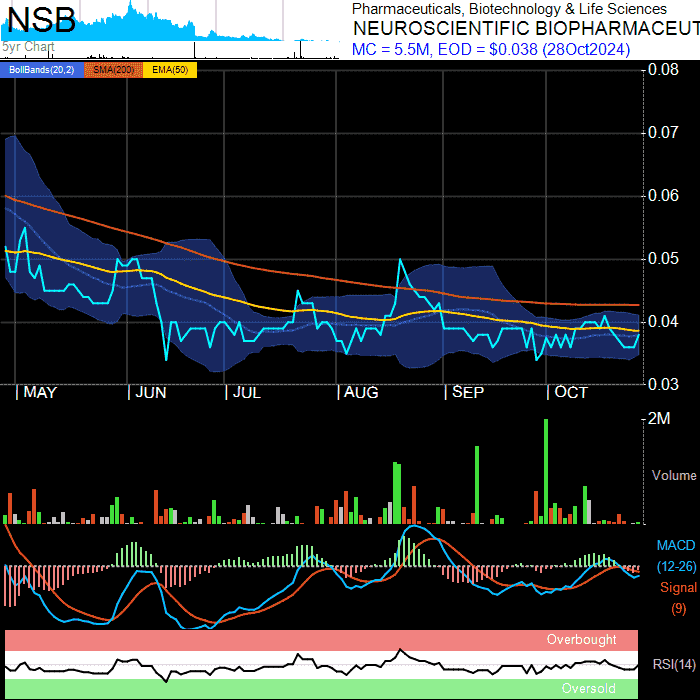 NSB
5yr Chart
Pharmaceuticals, Biotechnology & Life Sciences
NEUROSCIENTIFIC BIOPHARMACEUT
MC = 5.5M, EOD = $0.038 (28Oct2024)
BollBands(20,2) SMA(200) EMA(50)
0.08
0.07
0.06
0.05
0.04
0.03
MAY JUN JUL AUG SEP OCT
2M
Volume
MACD
(12-26)
Signal
(9)
Overbought
RSI(14)
Oversold